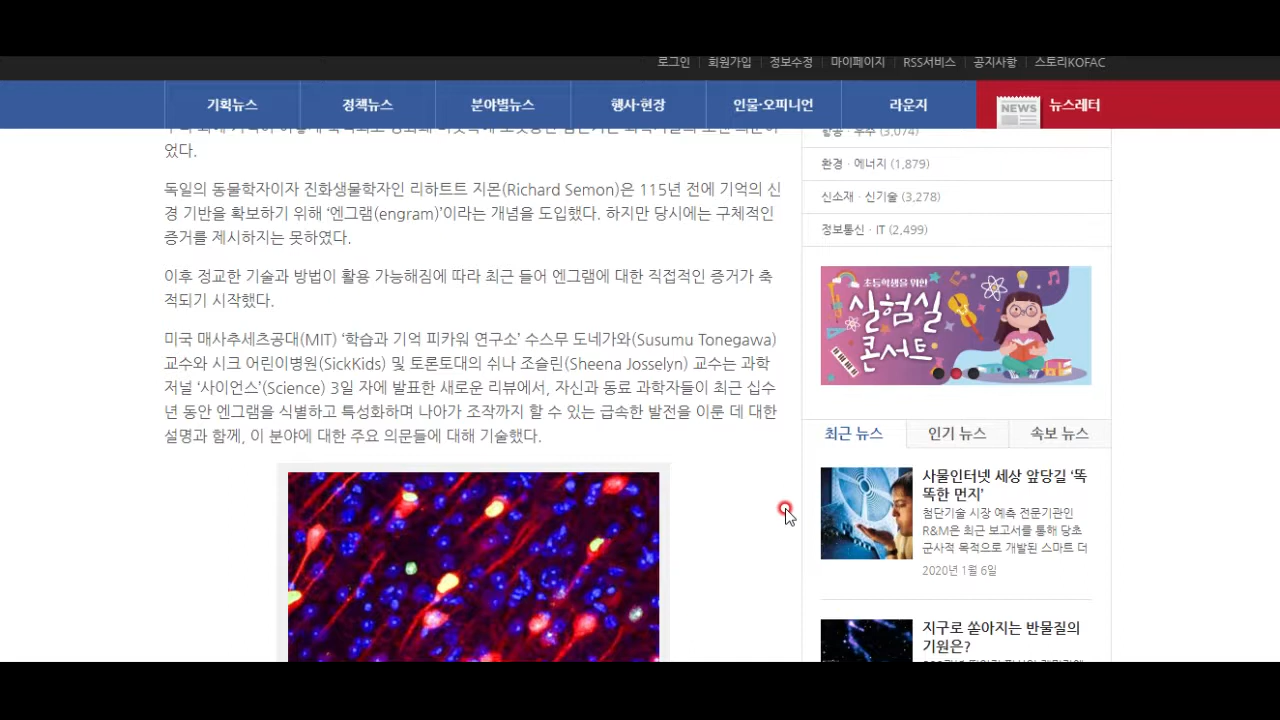 로그인 회원가입 정보수정 마이페이지 RSS서비스 공지사항 스토리KOFAC
기획뉴스 정책뉴스 분야별뉴스 행사·현장 인물·오피니언 라운지 NEWS 뉴스레터
었다.
독일의 동물학자이자 진화생물학자인 리하트트 지몬(Richard Semon)은 115년 전에 기억의 신
경 기반을 확보하기 위해 ‘엔그램(engram)’이라는 개념을 도입했다. 하지만 당시에는 구체적인
증거를 제시하지는 못하였다.
이후 정교한 기술과 방법이 활용 가능해짐에 따라 최근 들어 엔그램에 대한 직접적인 증거가 축
적되기 시작했다.
미국 매사추세츠공대(MIT) ‘학습과 기억 피카워 연구소’ 수스무 도네가와(Susumu Tonegawa)
교수와 시크 어린이병원(SickKids) 및 토론토대의 쉬나 조슬린(Sheena Josselyn) 교수는 과학
저널 ‘사이언스’(Science) 3일 자에 발표한 새로운 리뷰에서, 자신과 동료 과학자들이 최근 십수
년 동안 엔그램을 식별하고 특성화하며 나아가 조작까지 할 수 있는 급속한 발전을 이룬 데 대한
설명과 함께, 이 분야에 대한 주요 의문들에 대해 기술했다.
항공 · 우주 (3,074)
환경 · 에너지 (1,879)
신소재 · 신기술 (3,278)
정보통신 · IT (2,499)
초등학생을 위한
실험실
콘서트
최근 뉴스 인기 뉴스 속보 뉴스
사물인터넷 세상 앞당길 ‘똑
똑한 먼지’
첨단기술 시장 예측 전문기관인
R&M은 최근 보고서를 통해 당초
군사적 목적으로 개발된 스마트 더
2020년 1월 6일
지구로 쏟아지는 반물질의
기원은?